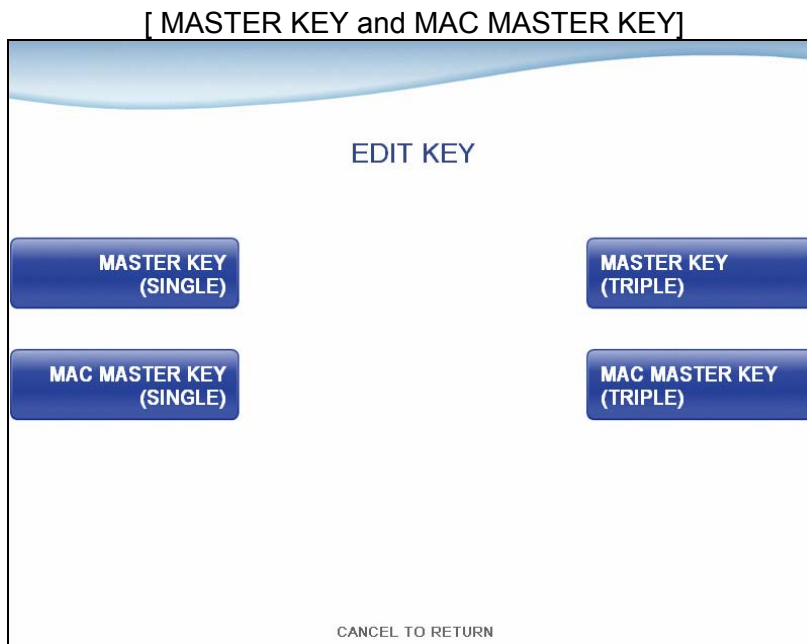 [ MASTER KEY and MAC MASTER KEY]
EDIT KEY
MASTER KEY
(SINGLE)
MASTER KEY
(TRIPLE)
MAC MASTER KEY
(SINGLE)
MAC MASTER KEY
(TRIPLE)
CANCEL TO RETURN